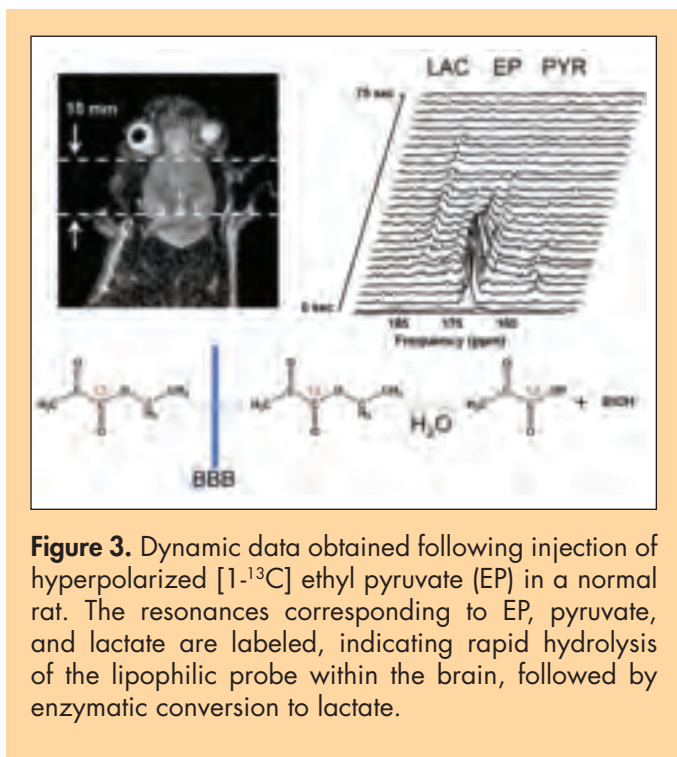 LAC EP PYR
75 sec
15 mm
0 sec
185 175 160
Frequency (ppm)
H₂O
BBB
Figure 3. Dynamic data obtained following injection of
hyperpolarized [1-¹³C] ethyl pyruvate (EP) in a normal
rat. The resonances corresponding to EP, pyruvate,
and lactate are labeled, indicating rapid hydrolysis
of the lipophilic probe within the brain, followed by
enzymatic conversion to lactate.